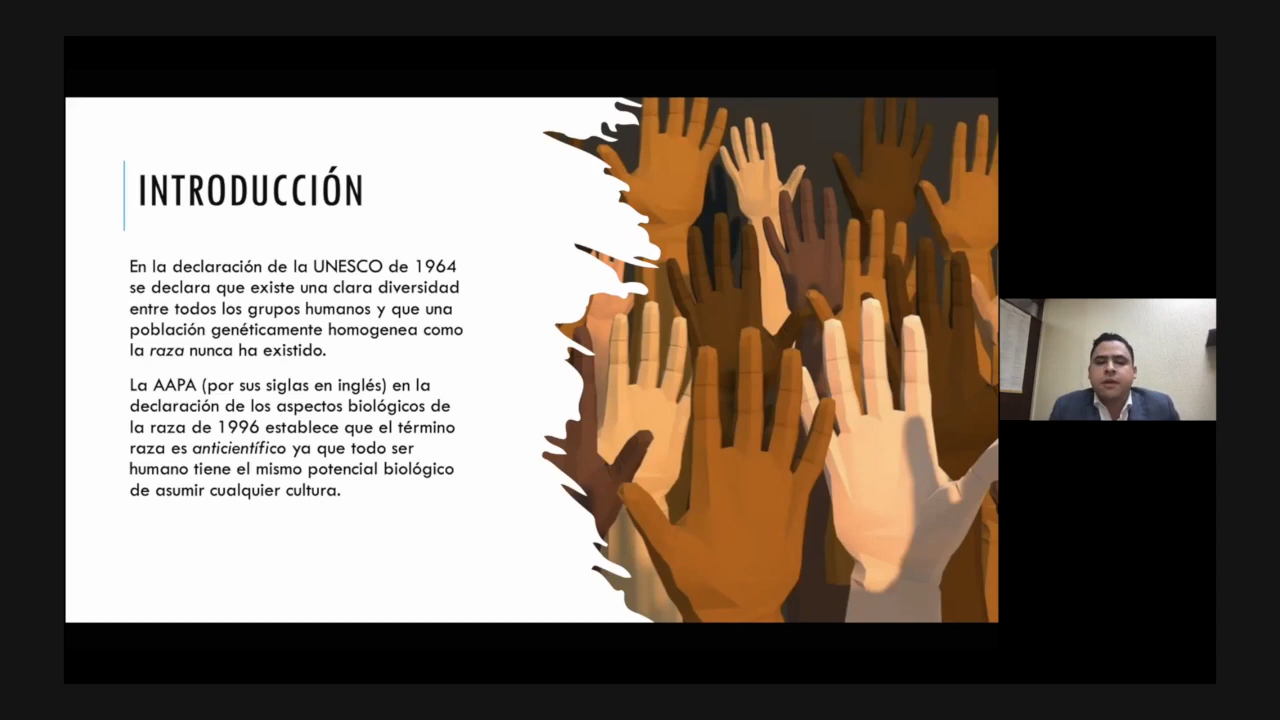 INTRODUCCIÓN
En la declaración de la UNESCO de 1964
se declara que existe una clara diversidad
entre todos los grupos humanos y que una
población genéticamente homogenea como
la raza nunca ha existido.
La AAPA (por sus siglas en inglés) en la
declaración de los aspectos biológicos de
la raza de 1996 establece que el término
raza es anticientífico ya que todo ser
humano tiene el mismo potencial biológico
de asumir cualquier cultura.